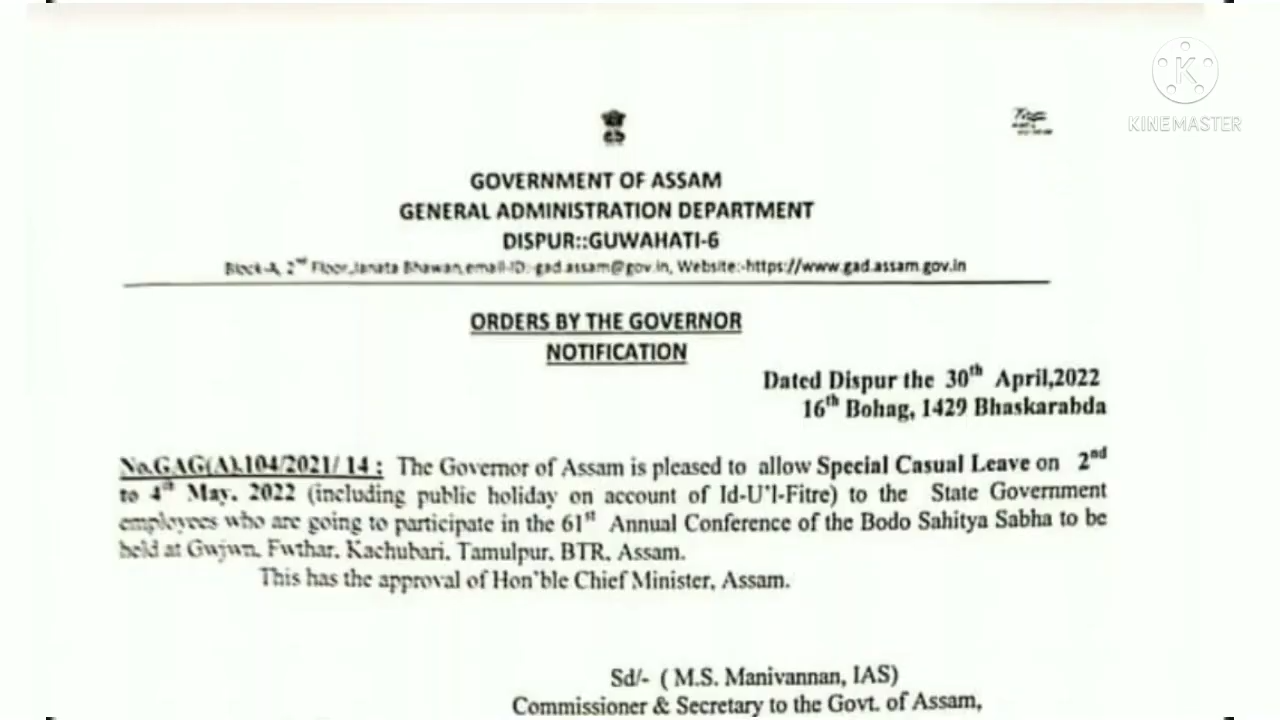 KINEMASTER
GOVERNMENT OF ASSAM
GENERAL ADMINISTRATION DEPARTMENT
DISPUR::GUWAHATI-6
Block-A, 2nd Floor,Janata Bhawan,email-ID:-gad.assam@gov.in, Website:-https://www.gad.assam.gov.in
ORDERS BY THE GOVERNOR
NOTIFICATION
Dated Dispur the 30th April,2022
16th Bohag, 1429 Bhaskarabda
No.GAG(A).104/2021/ 14 : The Governor of Assam is pleased to allow Special Casual Leave on 2nd
to 4th May, 2022 (including public holiday on account of Id-U'l-Fitre) to the State Government
employees who are going to participate in the 61st Annual Conference of the Bodo Sahitya Sabha to be
held at Gwjwn, Fwthar, Kachubari, Tamulpur, BTR, Assam.
This has the approval of Hon'ble Chief Minister, Assam.
Sd/- ( M.S. Manivannan, IAS)
Commissioner & Secretary to the Govt. of Assam,